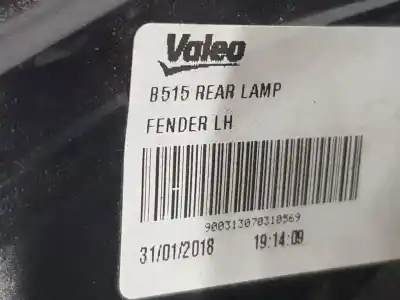 Valeo
B515 REAR LAMP
FENDER LH
900313070310569
31/01/2018 19:14:09